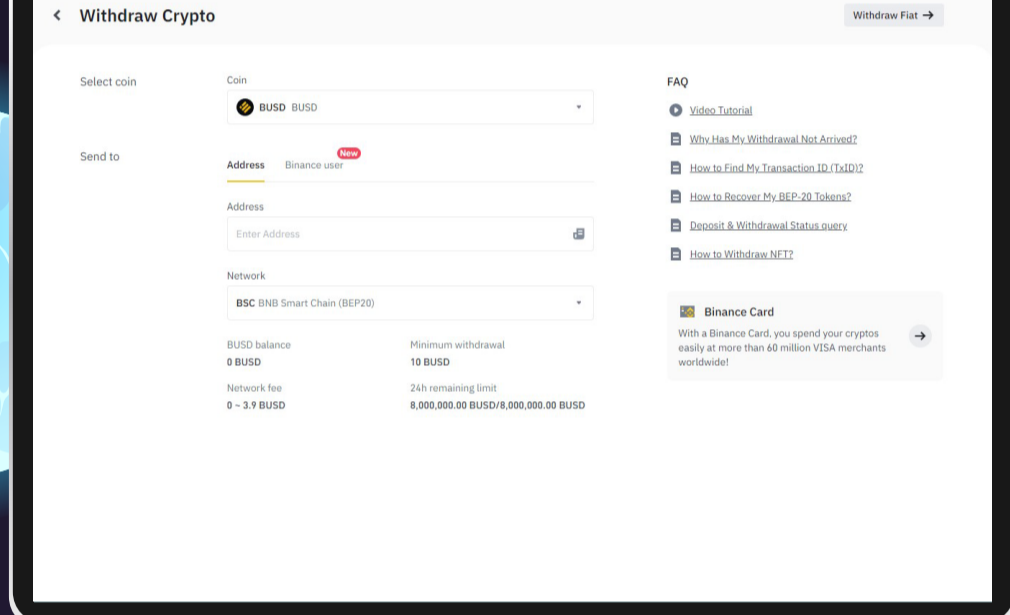 Withdraw Crypto
Withdraw Fiat
Select coin
Coin
BUSD BUSD
Send to
Address
Binance user
New
Address
Enter Address
Network
BSC BNB Smart Chain (BEP20)
BUSD balance
0 BUSD
Minimum withdrawal
10 BUSD
Network fee
0 ~ 3.9 BUSD
24h remaining limit
8,000,000.00 BUSD/8,000,000.00 BUSD
FAQ
Video Tutorial
Why Has My Withdrawal Not Arrived?
How to Find My Transaction ID (TxID)?
How to Recover My BEP-20 Tokens?
Deposit & Withdrawal Status query
How to Withdraw NFT?
Binance Card
With a Binance Card, you spend your cryptos
easily at more than 60 million VISA merchants
worldwide!